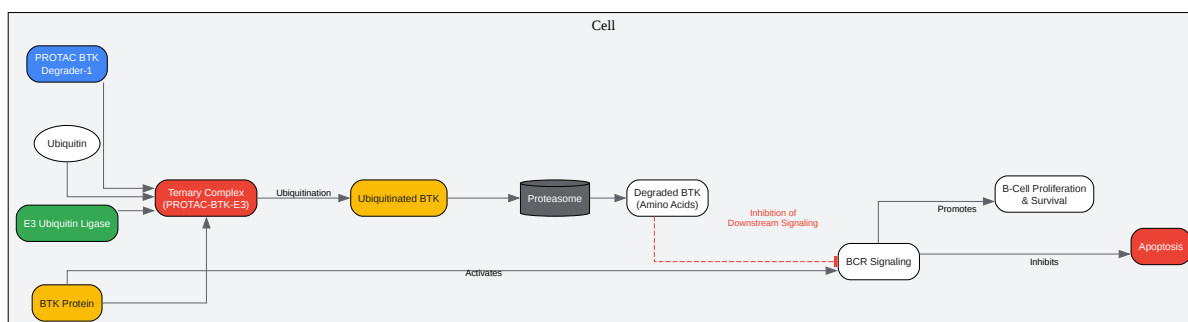 Cell
PROTAC BTK
Degrader-1
Ubiquitin
E3 Ubiquitin Ligase
BTK Protein
Ternary Complex
(PROTAC-BTK-E3)
Ubiquitination
Ubiquitinated BTK
Proteasome
Degraded BTK
(Amino Acids)
Inhibition of
Downstream Signaling
Activates
BCR Signaling
Promotes
B-Cell Proliferation
& Survival
Inhibits
Apoptosis